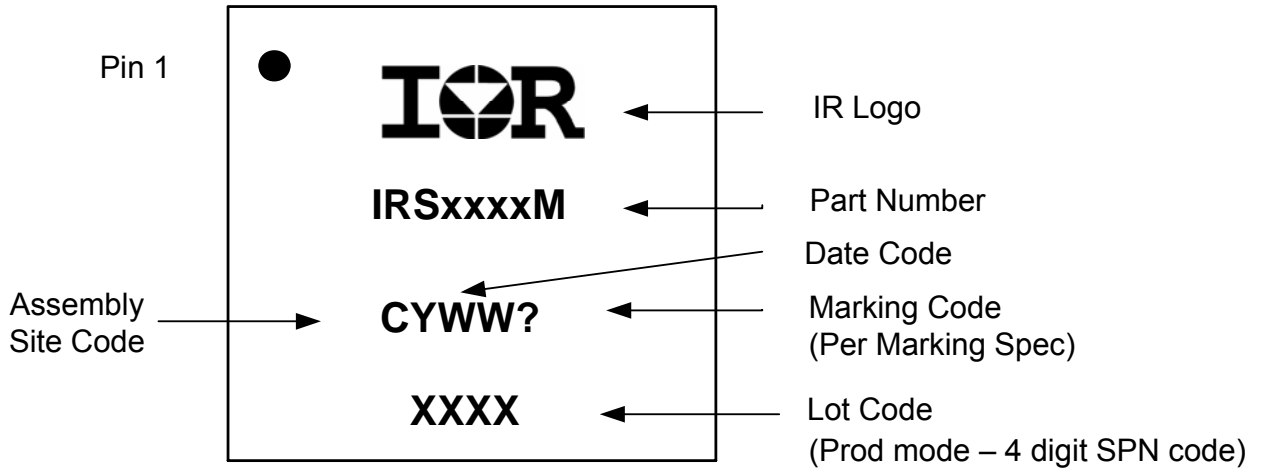 Pin 1
IOR
IR Logo
IRSxxxxM
Part Number
Date Code
Assembly
Site Code
CYWW?
Marking Code
(Per Marking Spec)
XXXX
Lot Code
(Prod mode – 4 digit SPN code)